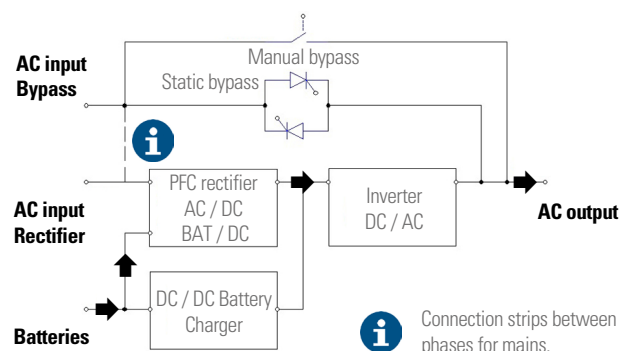 Manual bypass
AC input
Bypass
Static bypass
i
PFC rectifier
AC / DC
BAT / DC
Inverter
DC / AC
AC input
Rectifier
AC output
DC / DC Battery
Charger
Batteries
i
Connection strips between
phases for mains.